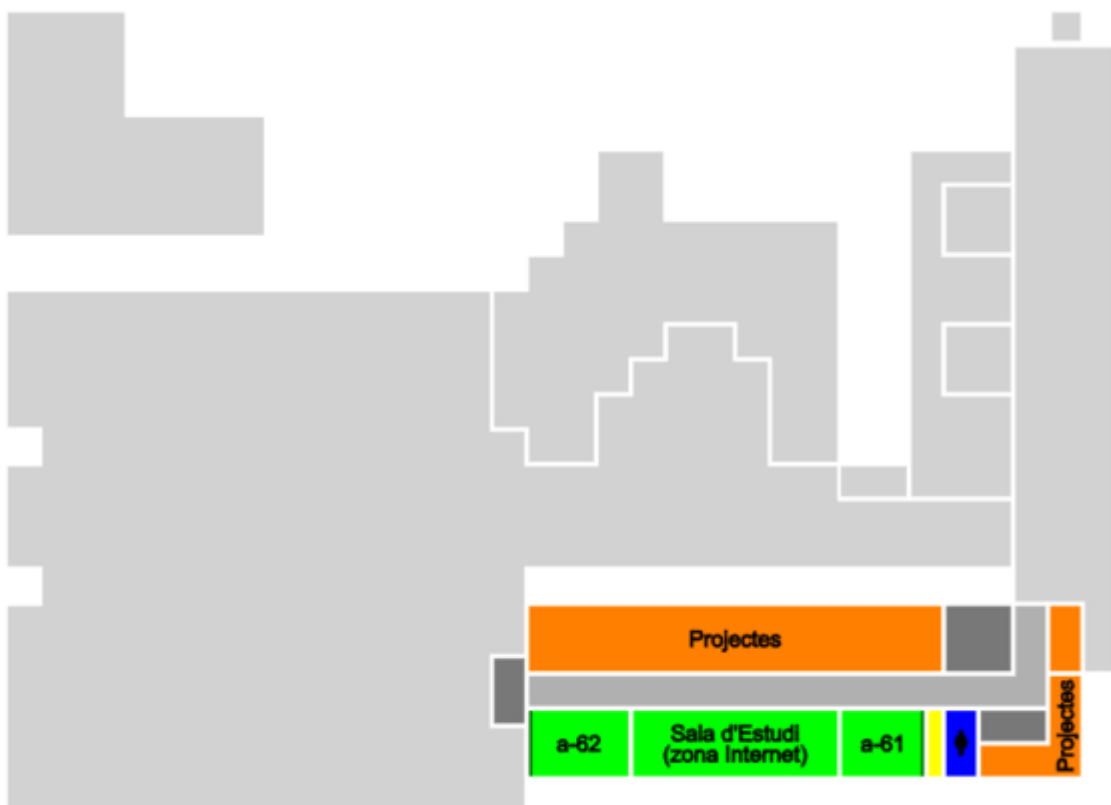 Projectes
a-62
Sala d'Estudi
(zona Internet)
a-61
Projectes